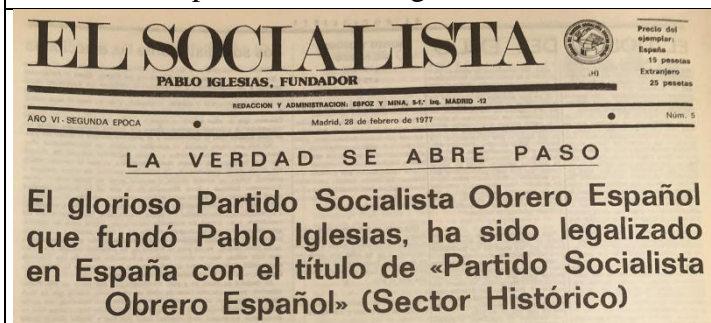 EL SOCIALISTA
PABLO IGLESIAS, FUNDADOR
(H)
Precio del
ejemplar:
España
15 pesetas
Extranjero
25 pesetas
REDACCION Y ADMINISTRACION: ESPOZ Y MINA, 5-1.º Izq. MADRID -12
AÑO VI - SEGUNDA EPOCA
Madrid, 28 de febrero de 1977
Núm. 5
LA VERDAD SE ABRE PASO
El glorioso Partido Socialista Obrero Español
que fundó Pablo Iglesias, ha sido legalizado
en España con el título de «Partido Socialista
Obrero Español» (Sector Histórico)